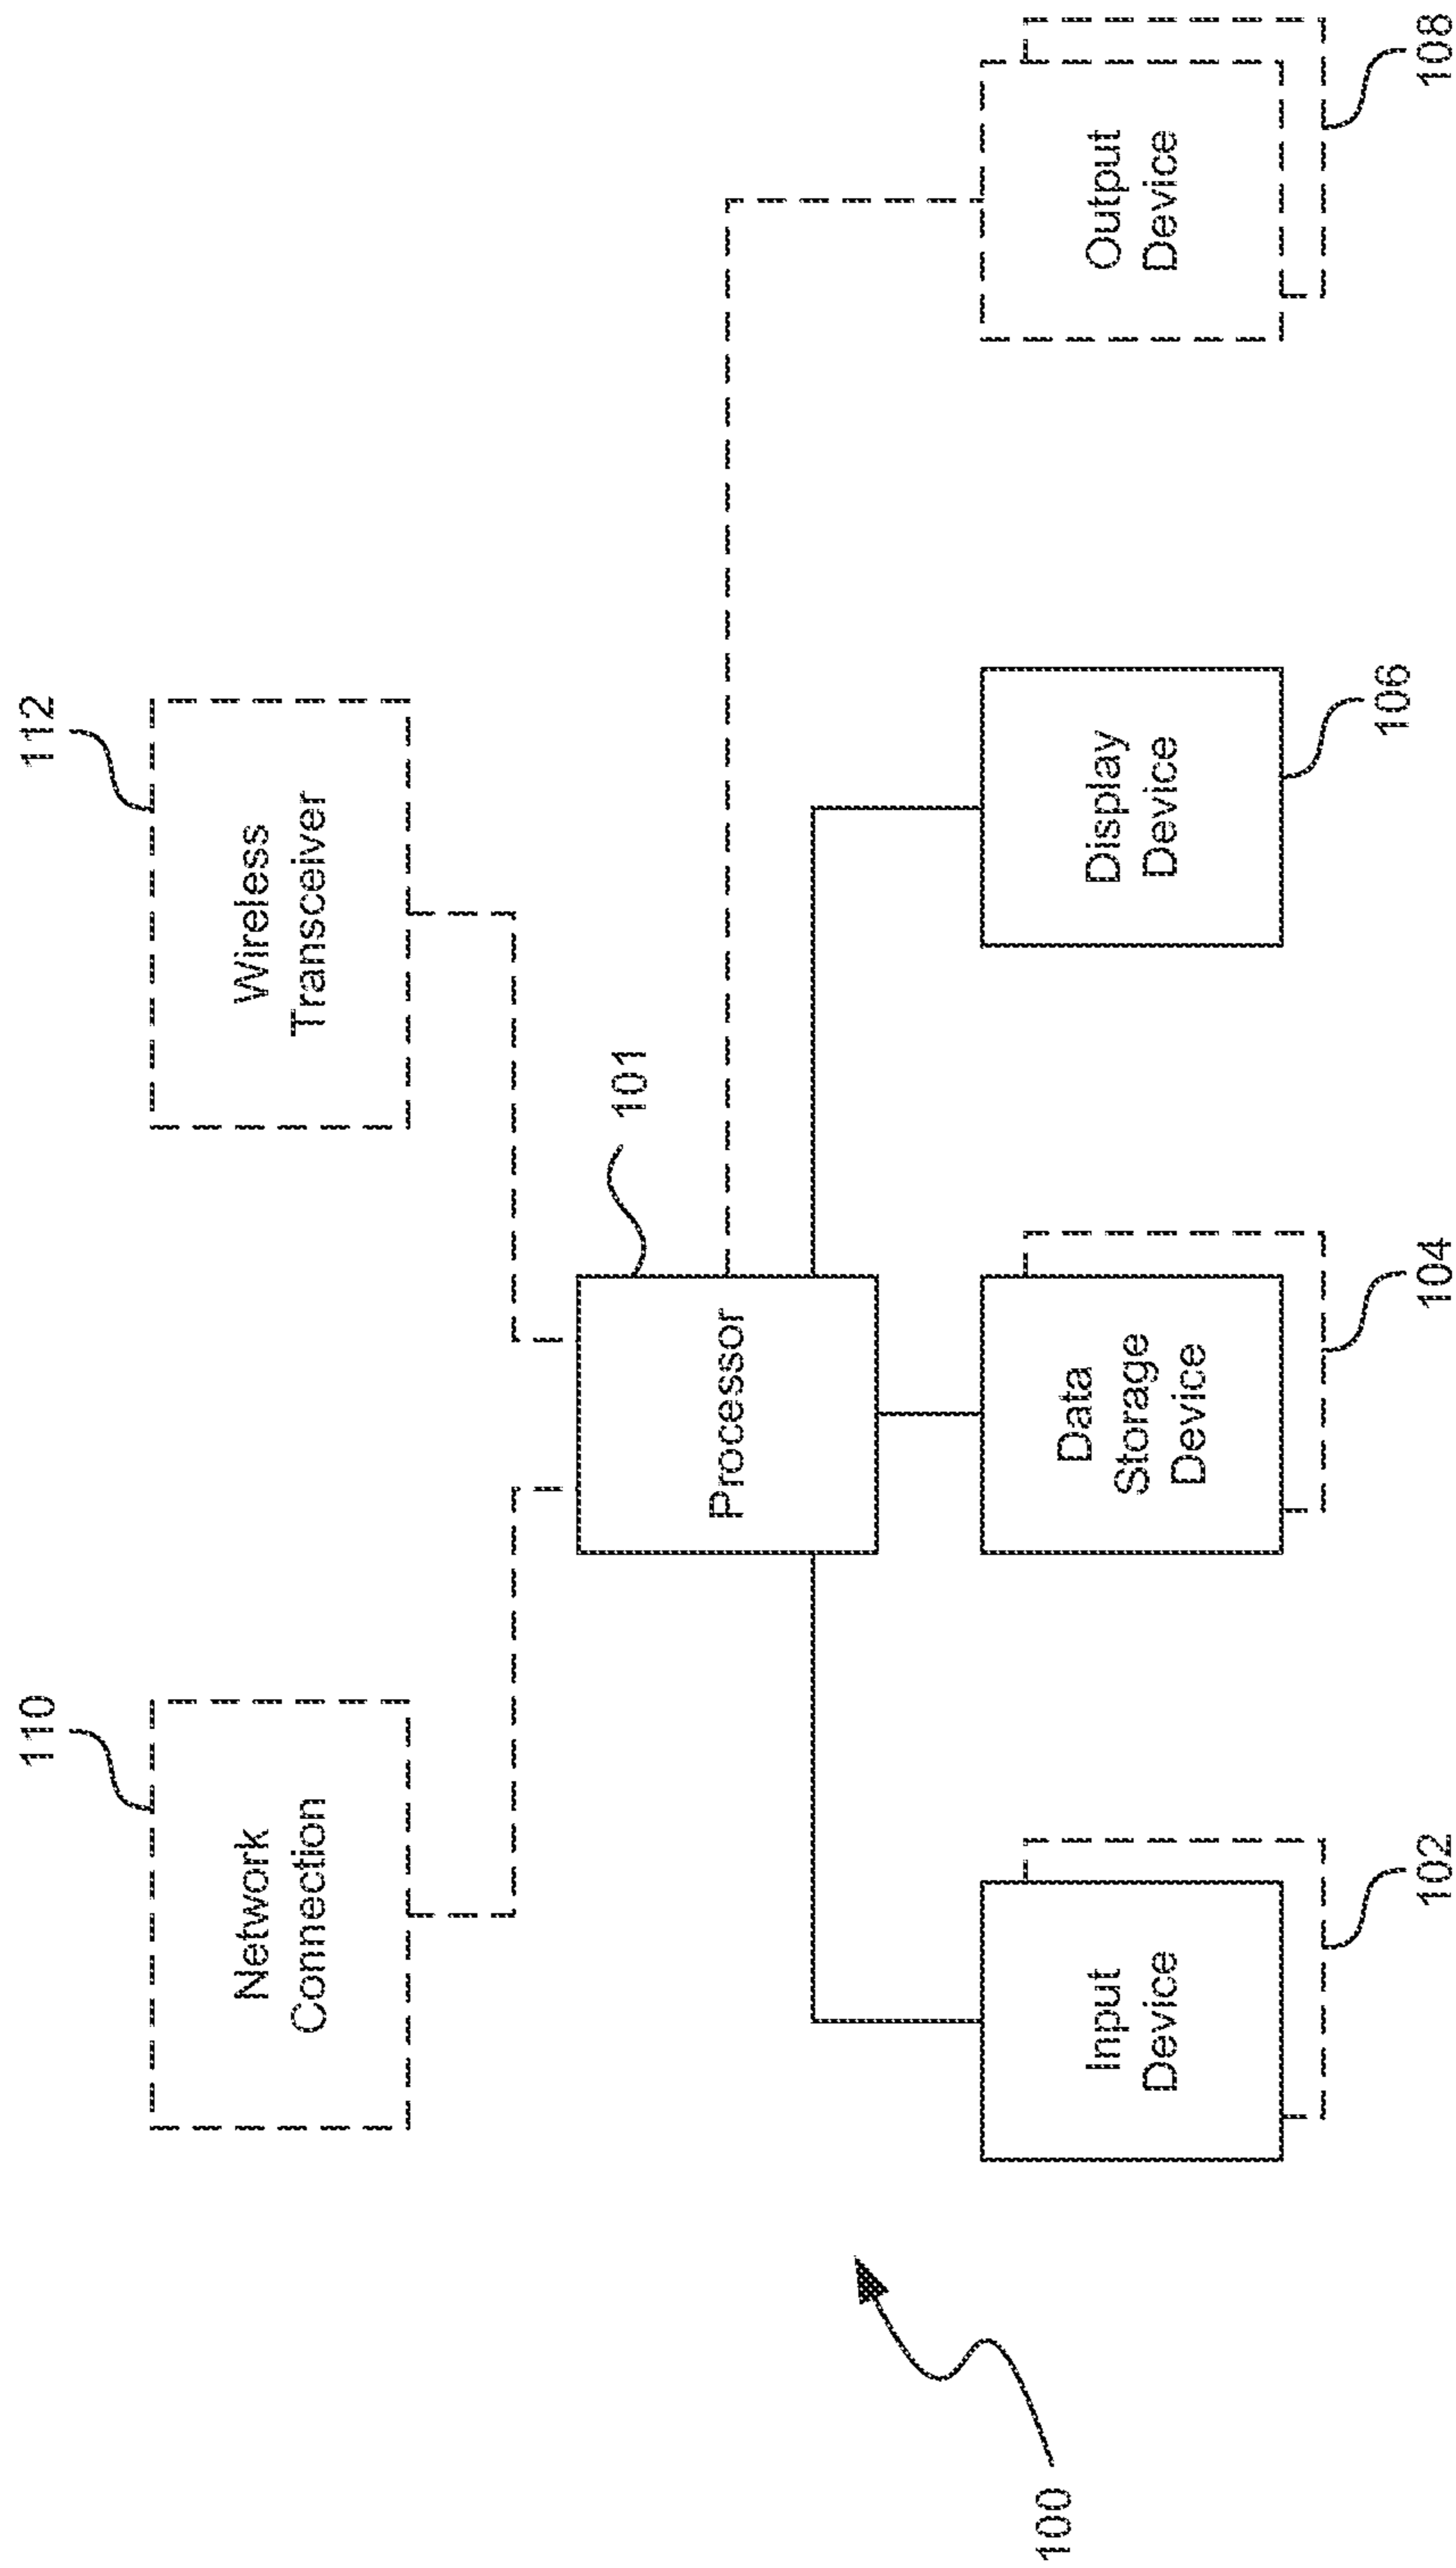 110
112
Network
Connection
Wireless
Transceiver
101
Processor
Input
Device
Data
Storage
Device
Display
Device
Output
Device
100
102
104
106
108